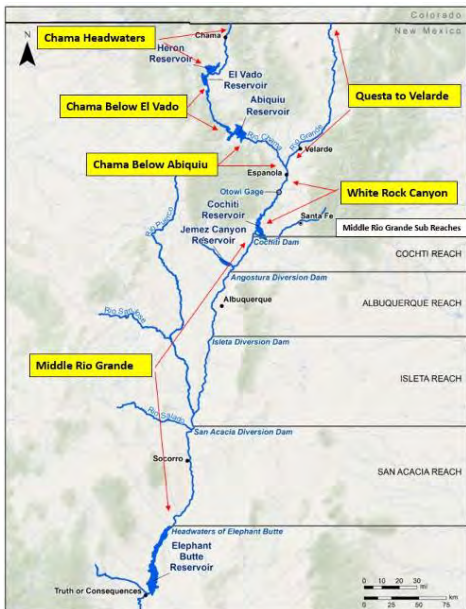 Colorado
New Mexico
N
Chama Headwaters
Chama
Heron
Reservoir
El Vado
Reservoir
Chama Below El Vado
Abiquiu
Reservoir
Questa to Velarde
Rio Chama
Rio Grande
Velarde
Chama Below Abiquiu
Espanola
Otowi Gage
White Rock Canyon
Cochiti
Reservoir
Santa Fe
Middle Rio Grande Sub Reaches
Jemez Canyon
Reservoir
Cochiti Dam
COCHTI REACH
Rio Puerco
Angostura Diversion Dam
Albuquerque
ALBUQUERQUE REACH
Rio San Jose
Isleta Diversion Dam
Middle Rio Grande
ISLETA REACH
Rio Salado
San Acacia Diversion Dam
Socorro
SAN ACACIA REACH
Headwaters of Elephant Butte
Elephant
Butte
Reservoir
Truth or Consequences
0 10 20 30
mi
0 25 50 75
km